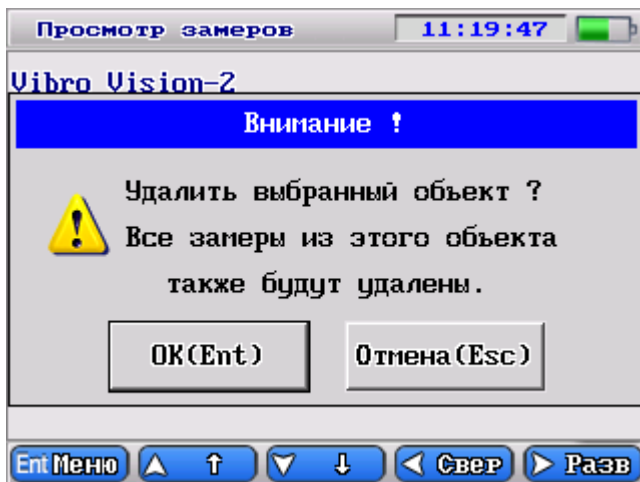 Просмотр замеров 11:19:47
Vibro Vision-2
Внимание !
Удалить выбранный объект ?
Все замеры из этого объекта
также будут удалены.
OK(Ent) Отмена(Esc)
Ent Меню ↑ ↓ Свер Разв